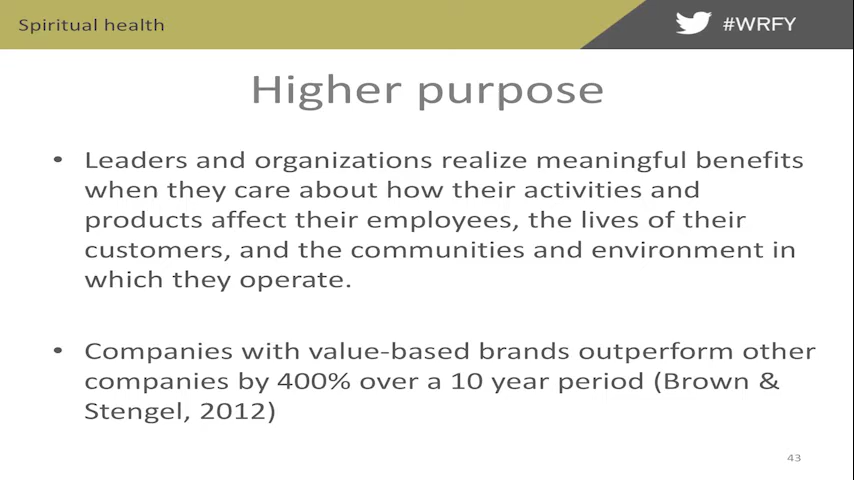 Spiritual health
#WRFY
Higher purpose
• Leaders and organizations realize meaningful benefits
when they care about how their activities and
products affect their employees, the lives of their
customers, and the communities and environment in
which they operate.
• Companies with value-based brands outperform other
companies by 400% over a 10 year period (Brown &
Stengel, 2012)
43